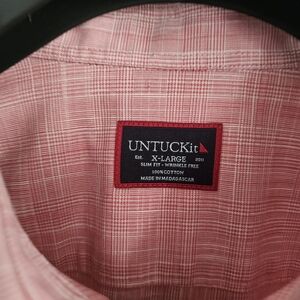 UNTUCKit
Est. X-LARGE 2011
SLIM FIT - WRINKLE FREE
100% COTTON
MADE IN MADAGASCAR